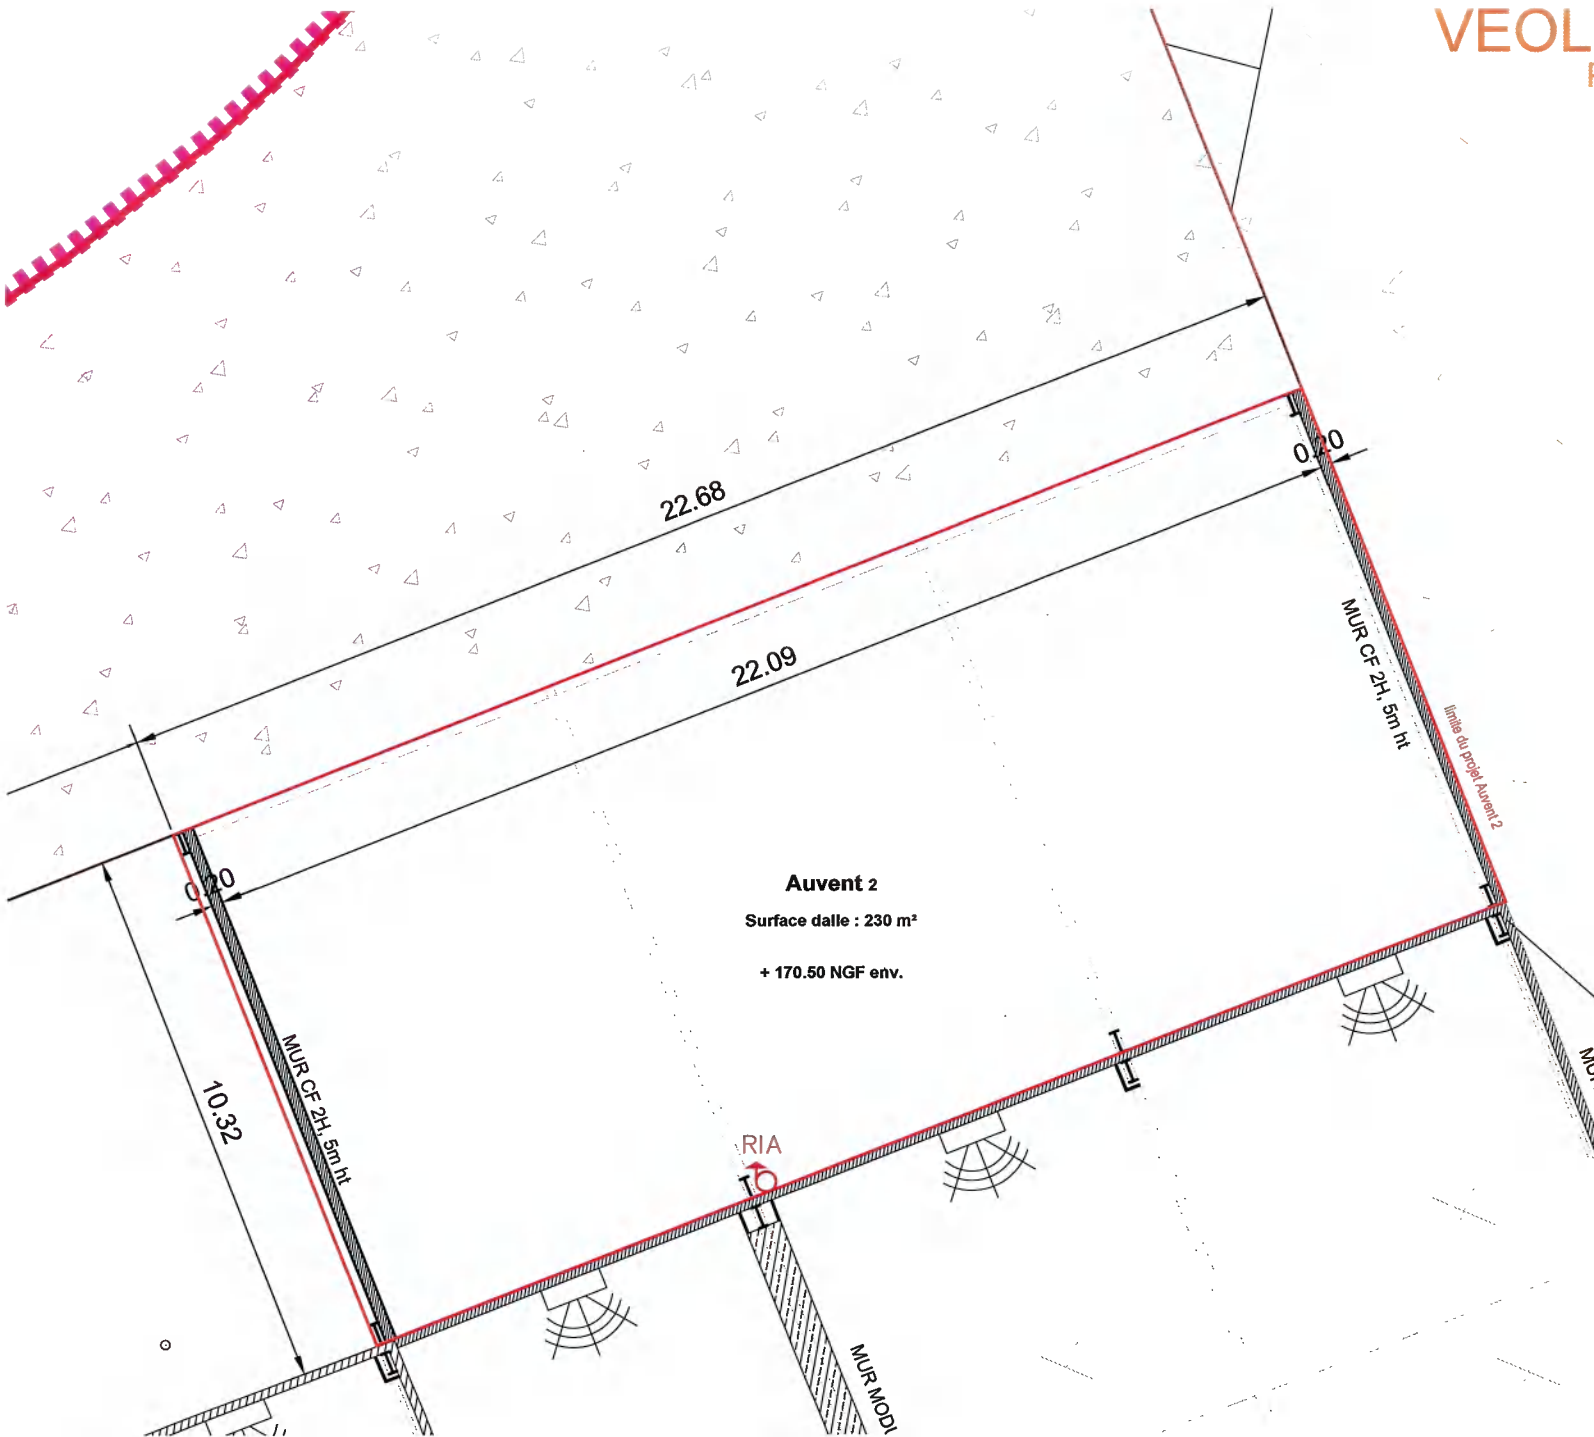 VEOL
22.68
0.20
22.09
MUR CF 2H, 5m ht
limite du projet Auvent 2
0.20
Auvent 2
Surface dalle : 230 m²
+ 170.50 NGF env.
10.32
MUR CF 2H, 5m ht
RIA
MUR MODU